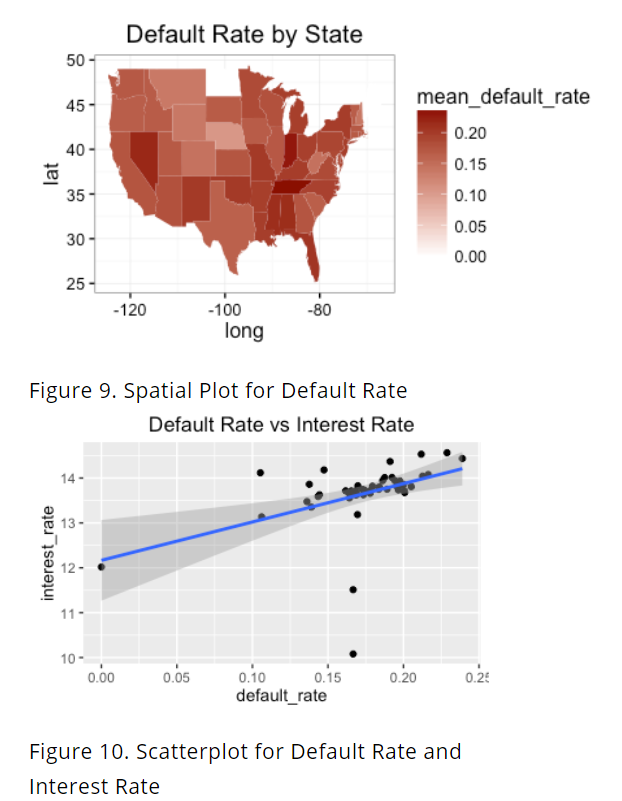 Default Rate by State
50
45
40
35
30
25
lat
-120 -100 -80
long
mean_default_rate
0.20
0.15
0.10
0.05
0.00
Figure 9. Spatial Plot for Default Rate
Default Rate vs Interest Rate
14
13
12
11
10
interest_rate
0.00 0.05 0.10 0.15 0.20 0.25
default_rate
Figure 10. Scatterplot for Default Rate and
Interest Rate